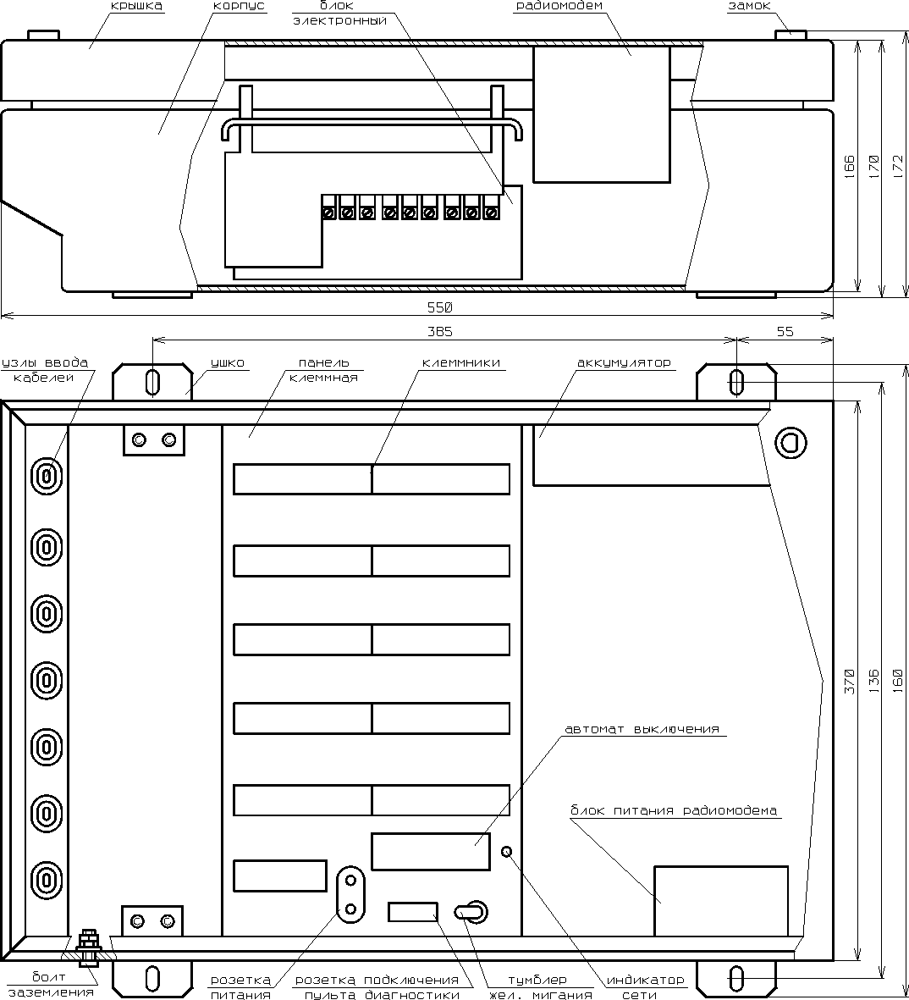 крышка
корпус
блок
электронный
радиомодем
замок
166
170
172
550
385
55
узлы ввода
кабелей
ушко
панель
клеммная
клеммники
аккумулятор
370
136
160
автомат выключения
блок питания радиомодема
болт
заземления
розетка
питания
розетка подключения
пульта диагностики
тумблер
жел. мигания
индикатор
сети